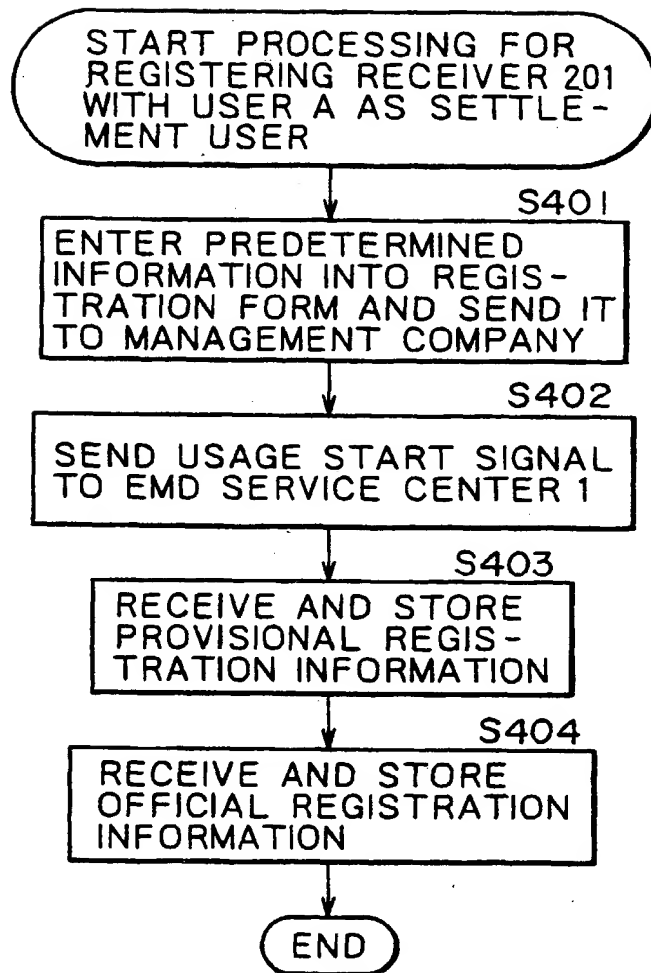 START PROCESSING FOR
REGISTERING RECEIVER 201
WITH USER A AS SETTLE-
MENT USER
S401
ENTER PREDETERMINED
INFORMATION INTO REGIS-
TRATION FORM AND SEND IT
TO MANAGEMENT COMPANY
S402
SEND USAGE START SIGNAL
TO EMD SERVICE CENTER 1
S403
RECEIVE AND STORE
PROVISIONAL REGIS-
TRATION INFORMATION
S404
RECEIVE AND STORE
OFFICIAL REGISTRATION
INFORMATION
END